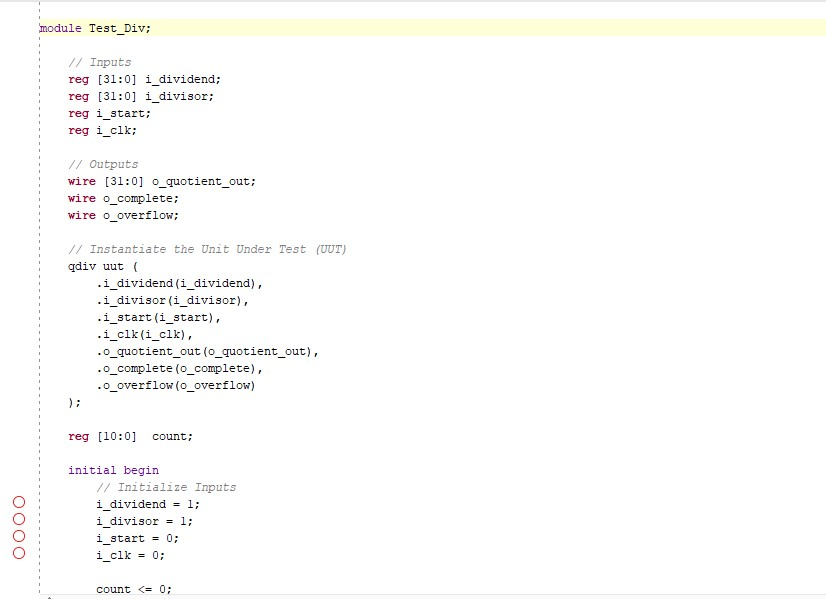 module Test_Div;
// Inputs
reg [31:0] i_dividend;
reg [31:0] i_divisor;
reg i_start;
reg i_clk;
// Outputs
wire [31:0] o_quotient_out;
wire o_complete;
wire o_overflow;
// Instantiate the Unit Under Test (UUT)
qdiv uut (
.i_dividend(i_dividend),
.i_divisor(i_divisor),
.i_start(i_start),
.i_clk(i_clk),
.o_quotient_out(o_quotient_out),
.o_complete(o_complete),
.o_overflow(o_overflow)
);
reg [10:0]  count;
initial begin
// Initialize Inputs
i_dividend = 1;
i_divisor = 1;
i_start = 0;
i_clk = 0;
count <= 0;